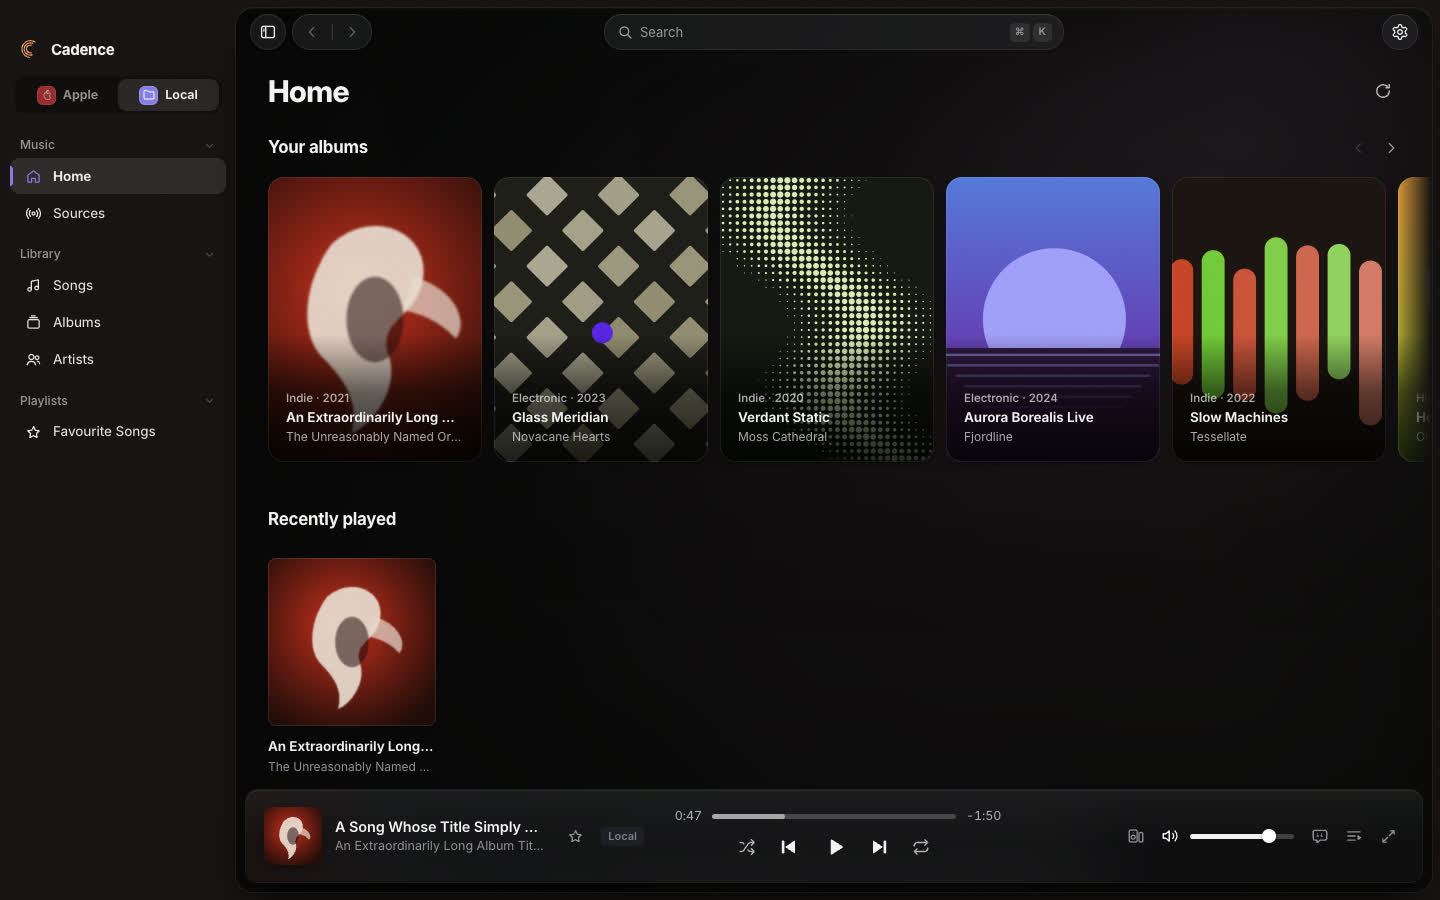 Cadence
Apple
Local
Music
Home
Sources
Library
Songs
Albums
Artists
Playlists
Favourite Songs
Search
⌘ K
Home
Your albums
Indie · 2021
An Extraordinarily Long ...
The Unreasonably Named Or...
Electronic · 2023
Glass Meridian
Novacane Hearts
Indie · 2020
Verdant Static
Moss Cathedral
Electronic · 2024
Aurora Borealis Live
Fjordline
Indie · 2022
Slow Machines
Tessellate
Recently played
An Extraordinarily Long...
The Unreasonably Named ...
A Song Whose Title Simply ...
An Extraordinarily Long Album Tit...
Local
0:47
-1:50